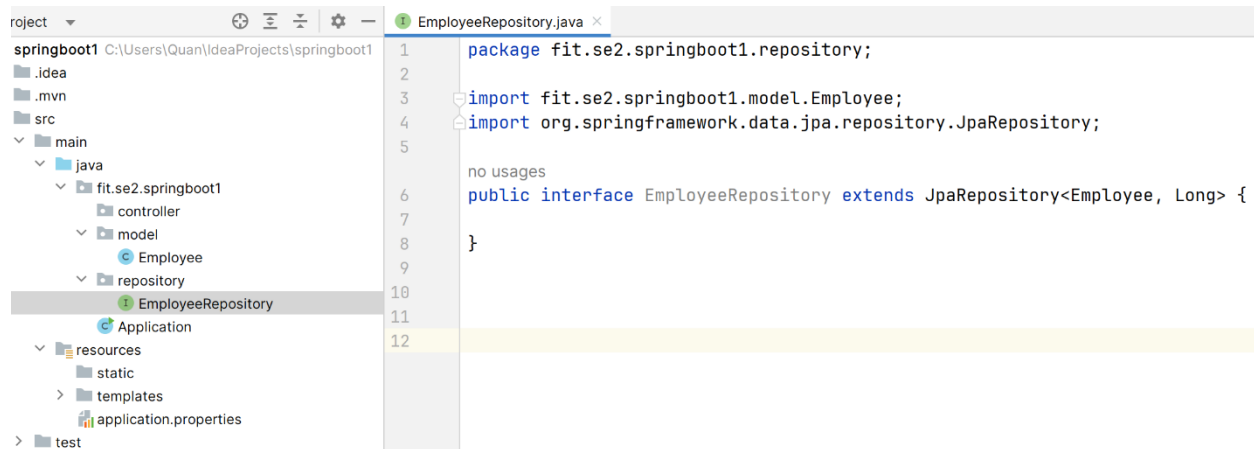 roject
springboot1 C:\Users\Quan\IdeaProjects\springboot1
.idea
.mvn
src
main
java
fit.se2.springboot1
controller
model
Employee
repository
EmployeeRepository
Application
resources
static
templates
application.properties
test
EmployeeRepository.java
1 package fit.se2.springboot1.repository;
2
3 import fit.se2.springboot1.model.Employee;
4 import org.springframework.data.jpa.repository.JpaRepository;
5
no usages
6 public interface EmployeeRepository extends JpaRepository<Employee, Long> {
7
8 }
9
10
11
12